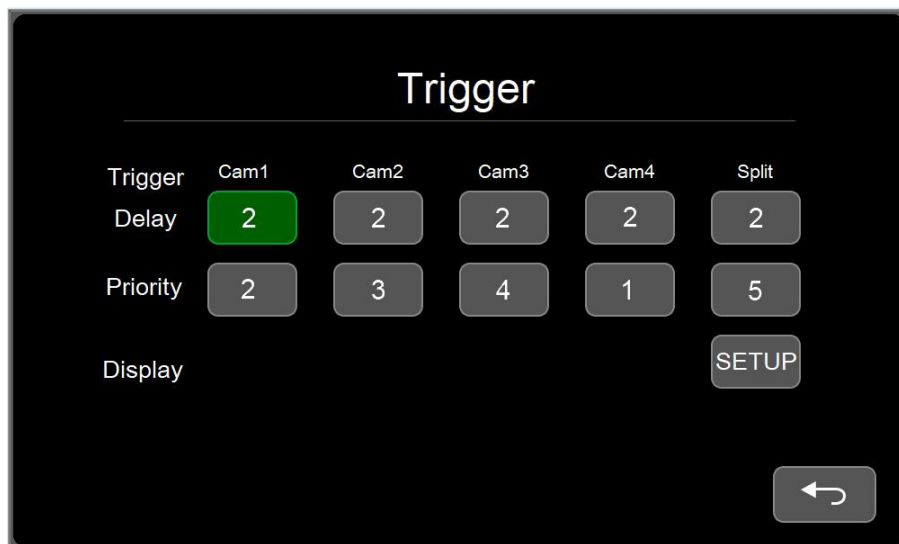 Trigger
Trigger Cam1 Cam2 Cam3 Cam4 Split
Delay 2 2 2 2 2
Priority 2 3 4 1 5
Display SETUP